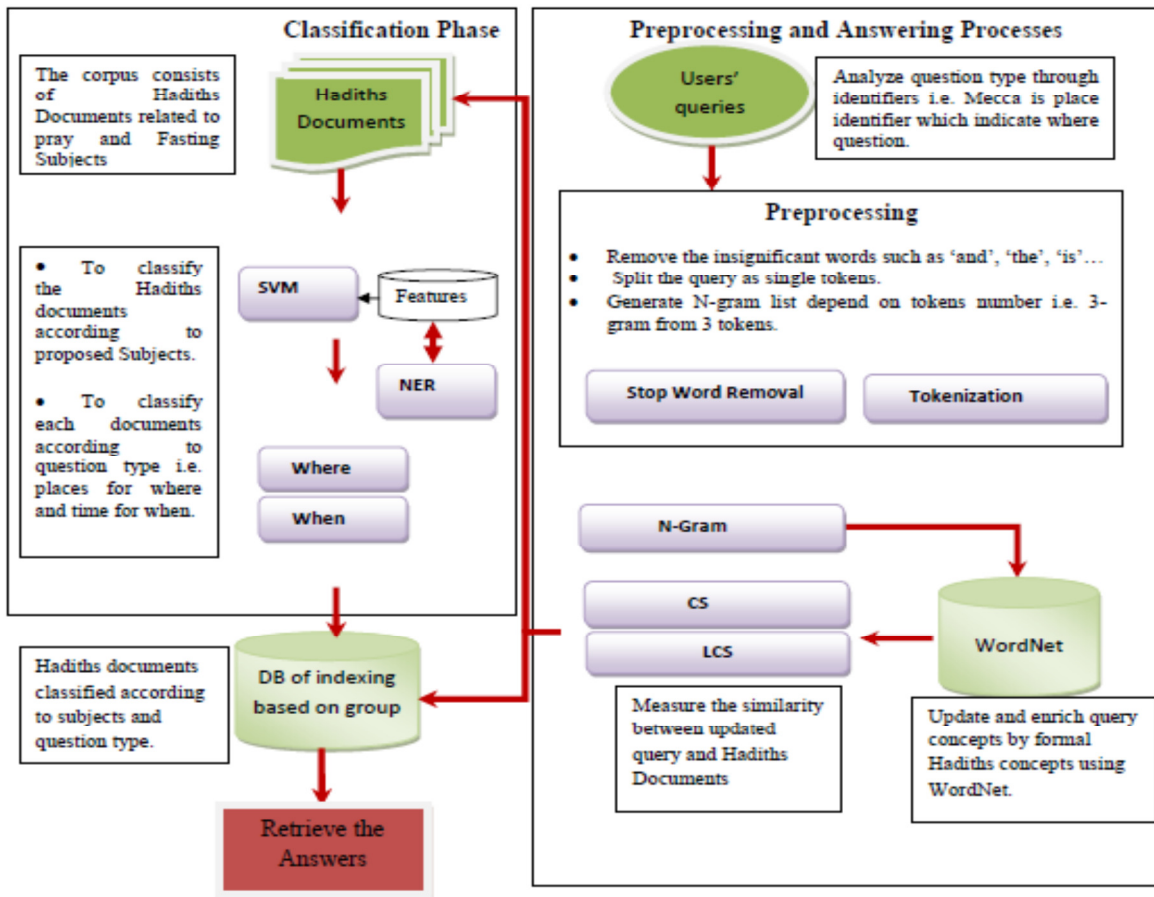 Classification Phase
The corpus consists
of Hadiths
Documents related to
pray and Fasting
Subjects
Hadiths
Documents
• To classify
the Hadiths
documents
according to
proposed Subjects.
• To classify
each documents
according to
question type i.e.
places for where
and time for when.
SVM
Features
NER
Where
When
Hadiths documents
classified according
to subjects and
question type.
DB of indexing
based on group
Retrieve the
Answers
Preprocessing and Answering Processes
Users'
queries
Analyze question type through
identifiers i.e. Mecca is place
identifier which indicate where
question.
Preprocessing
• Remove the insignificant words such as ‘and’, ‘the’, ‘is’…
• Split the query as single tokens.
• Generate N-gram list depend on tokens number i.e. 3-
gram from 3 tokens.
Stop Word Removal
Tokenization
N-Gram
CS
LCS
WordNet
Measure the similarity
between updated
query and Hadiths
Documents
Update and enrich query
concepts by formal
Hadiths concepts using
WordNet.